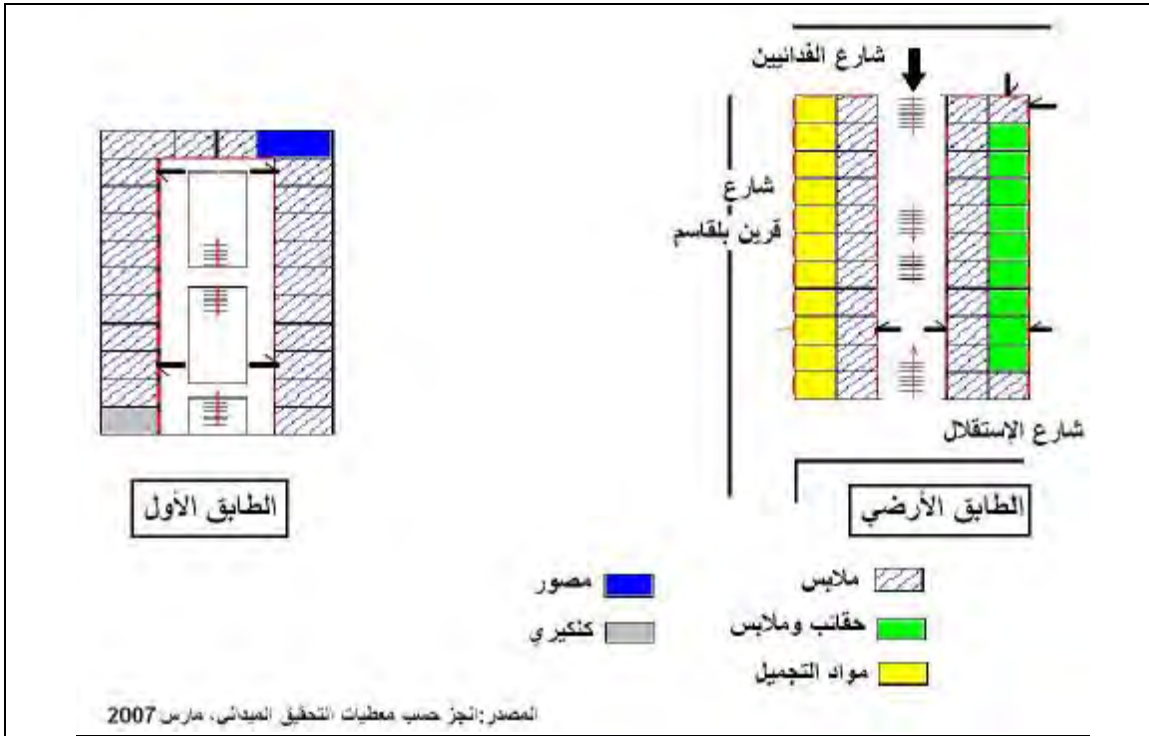 شارع الفدائيين
شارع
قرين بلقاسم
شارع الإستقلال
الطابق الأرضي
الطابق الأول
ملابس
حقائب وملابس
مواد التجميل
مصور
كنكيري
المصدر:انجز حسب معطيات التحقيق الميداني، مارس 2007